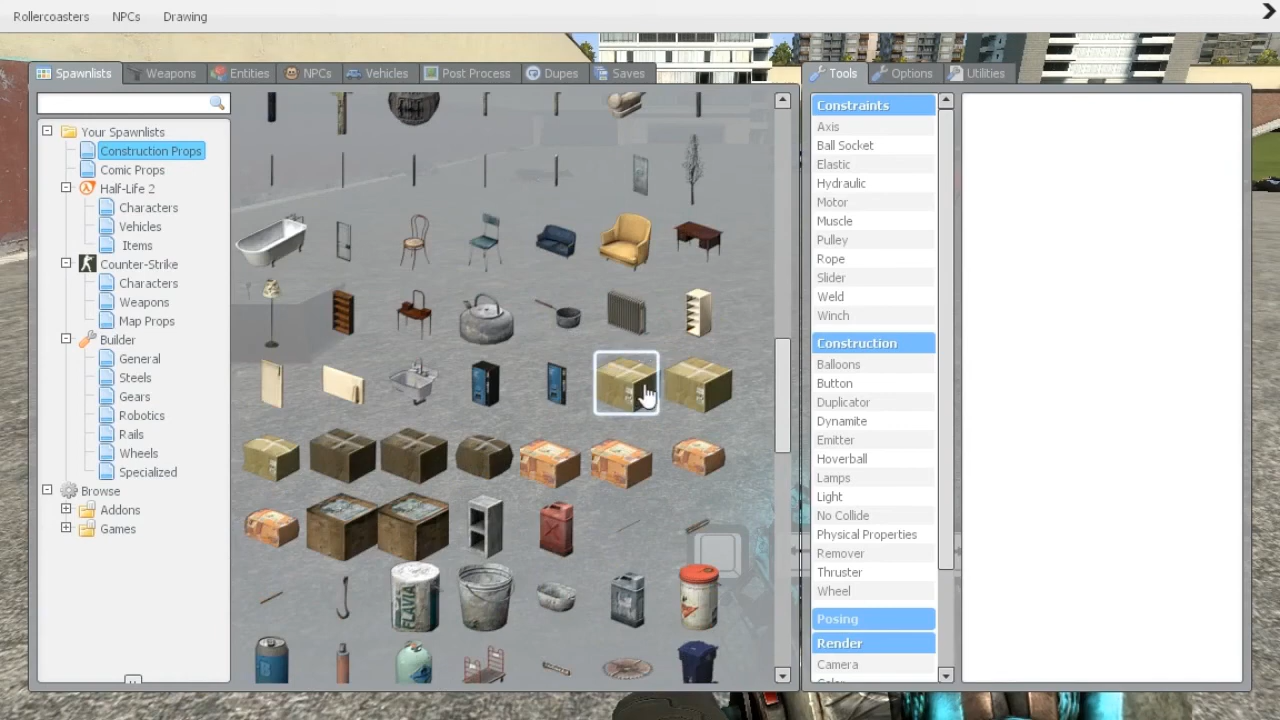 Rollercoasters NPCs Drawing
Spawnlists Weapons Entities NPCs Vehicles Post Process Dupes Saves
Tools Options Utilities
Your Spawnlists
Construction Props
Comic Props
Half-Life 2
Characters
Vehicles
Items
Counter-Strike
Characters
Weapons
Map Props
Builder
General
Steels
Gears
Robotics
Rails
Wheels
Specialized
Browse
Addons
Games
FLAVIA
Constraints
Axis
Ball Socket
Elastic
Hydraulic
Motor
Muscle
Pulley
Rope
Slider
Weld
Winch
Construction
Balloons
Button
Duplicator
Dynamite
Emitter
Hoverball
Lamps
Light
No Collide
Physical Properties
Remover
Thruster
Wheel
Posing
Render
Camera